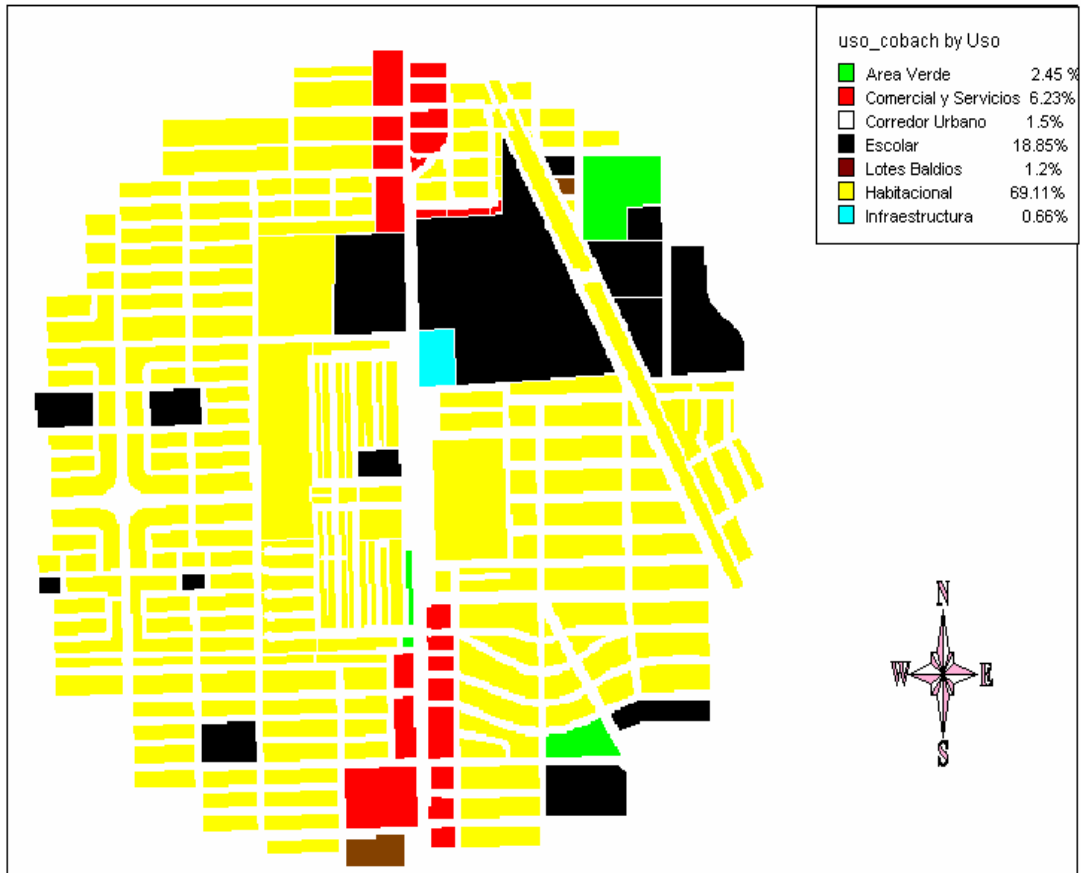 uso_cobach by Uso
Area Verde 2.45 %
Comercial y Servicios 6.23%
Corredor Urbano 1.5%
Escolar 18.85%
Lotes Baldios 1.2%
Habitacional 69.11%
Infraestructura 0.66%
N
W E
S